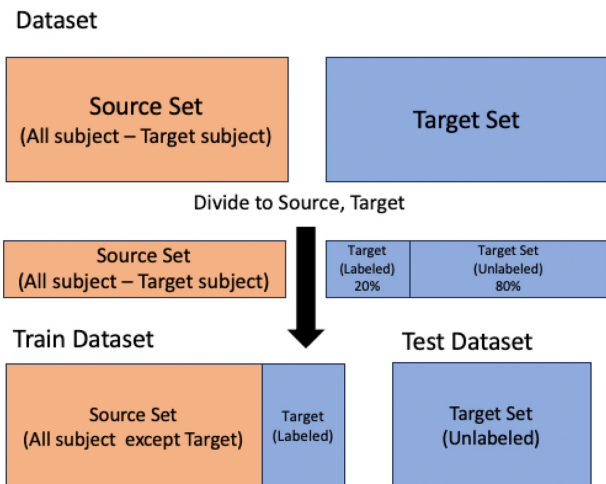 Dataset
Source Set
(All subject – Target subject)
Target Set
Divide to Source, Target
Source Set
(All subject – Target subject)
Target
(Labeled)
20%
Target Set
(Unlabeled)
80%
Train Dataset
Test Dataset
Source Set
(All subject except Target)
Target
(Labeled)
Target Set
(Unlabeled)